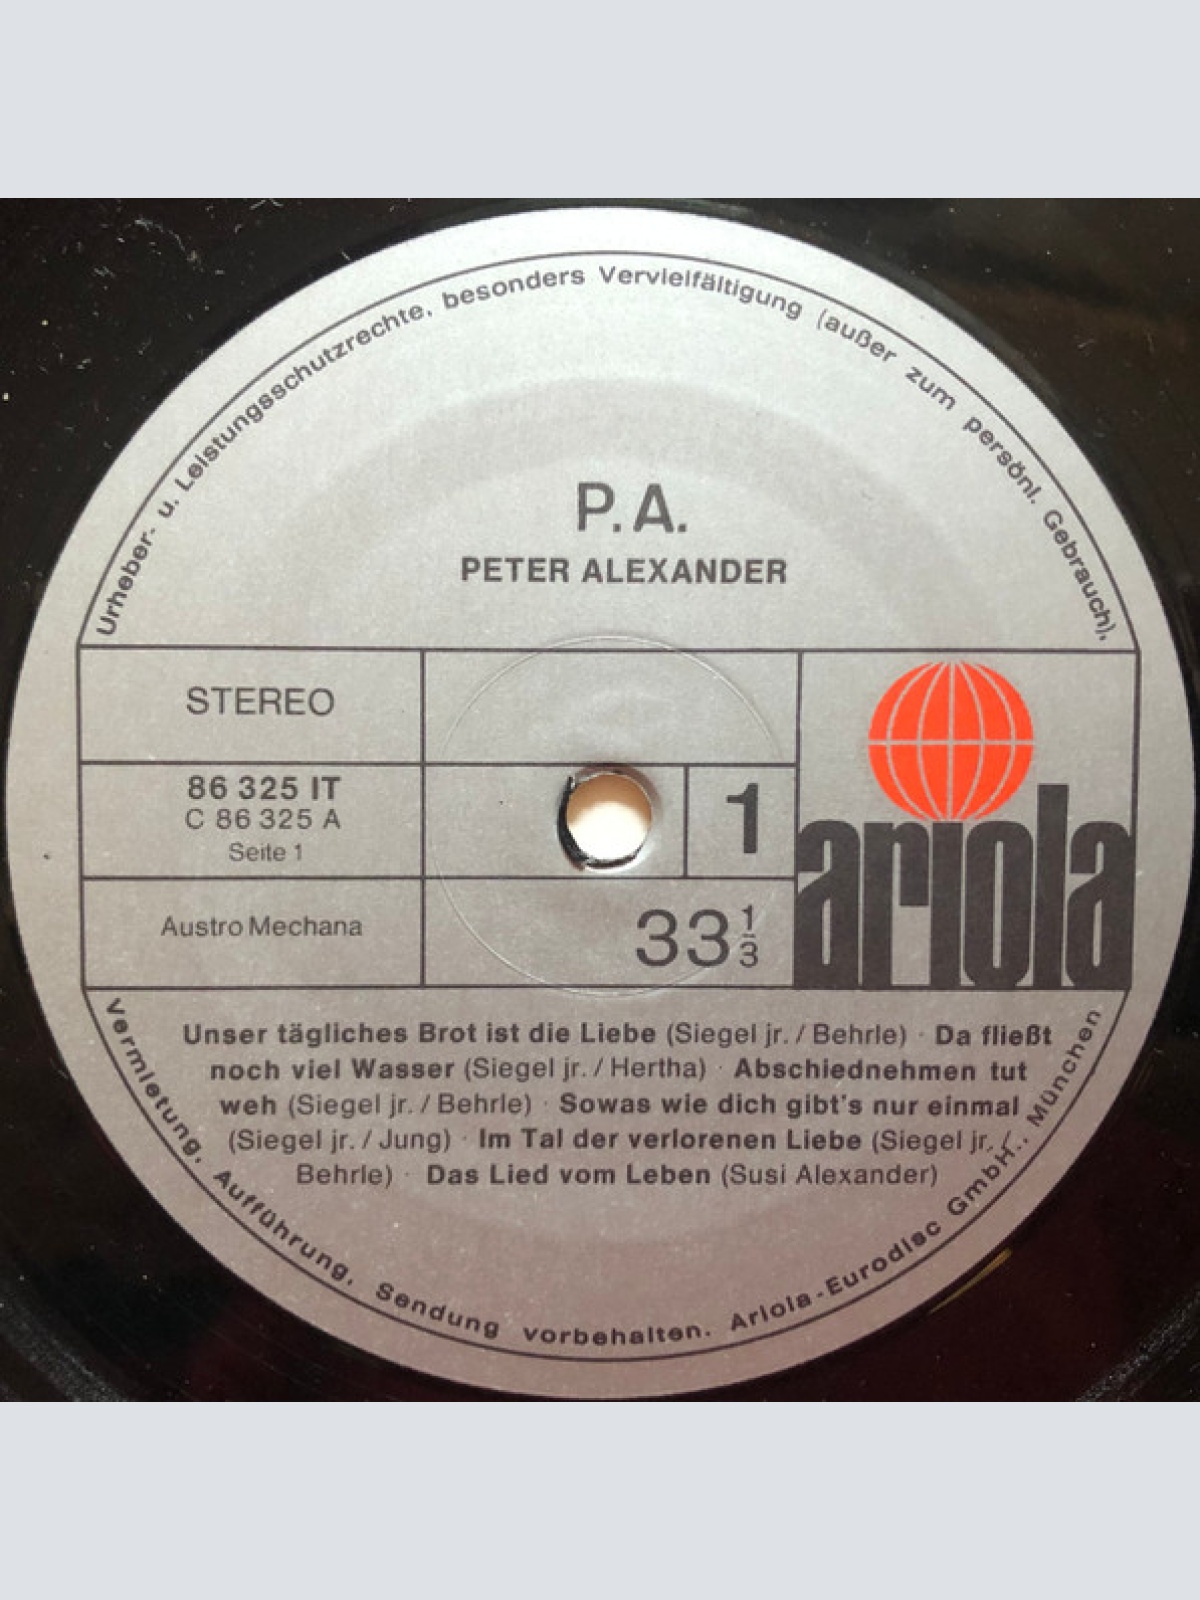 Urheber- u. Leistungsschutzrechte, besonders Vervielfältigung (außer zum persönl. Gebrauch),
P.A.
PETER ALEXANDER
STEREO
86 325 IT
C 86 325 A
Seite 1
1
ariola
Austro Mechana
33 1/3
Unser tägliches Brot ist die Liebe (Siegel jr. / Behrle) · Da fließt
noch viel Wasser (Siegel jr. / Hertha) · Abschiednehmen tut
weh (Siegel jr. / Behrle) · Sowas wie dich gibt's nur einmal
(Siegel jr. / Jung) · Im Tal der verlorenen Liebe (Siegel jr. /
Behrle) · Das Lied vom Leben (Susi Alexander)
Vermietung, Aufführung, Sendung vorbehalten. Ariola-Eurodisc GmbH., München